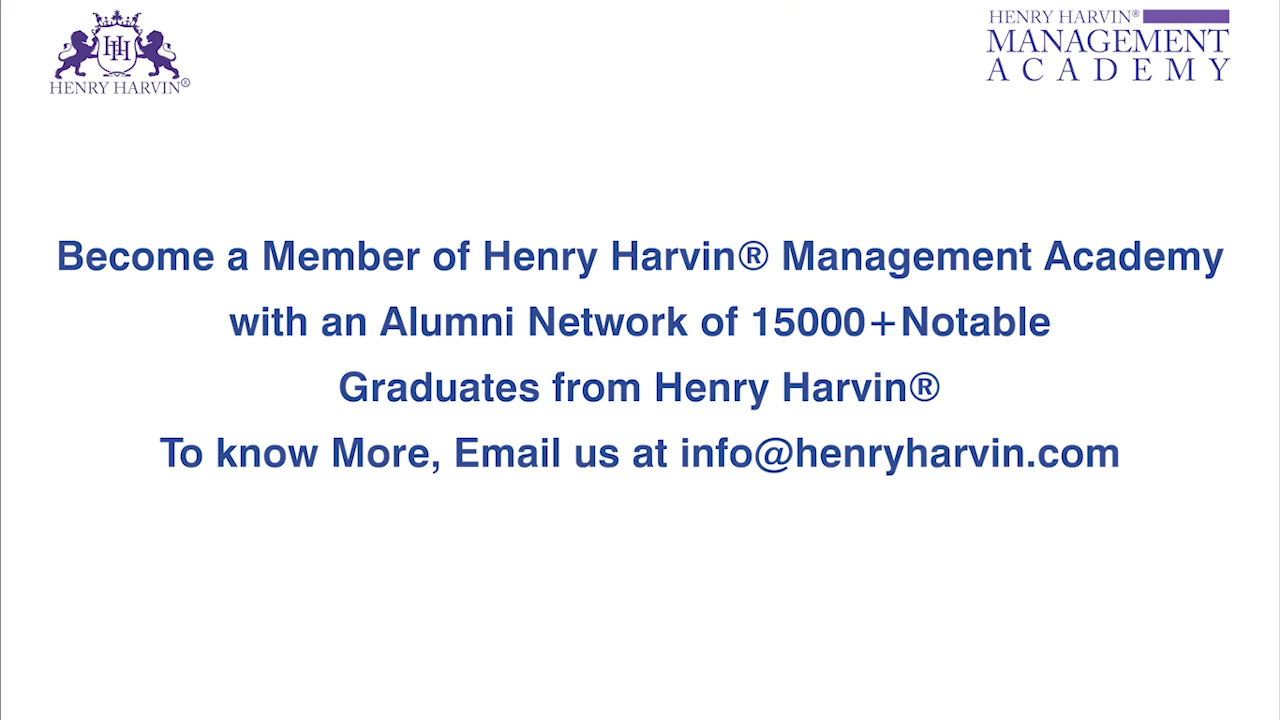 HENRY HARVIN®
HENRY HARVIN®
MANAGEMENT
ACADEMY
Become a Member of Henry Harvin® Management Academy
with an Alumni Network of 15000+Notable
Graduates from Henry Harvin®
To know More, Email us at info@henryharvin.com